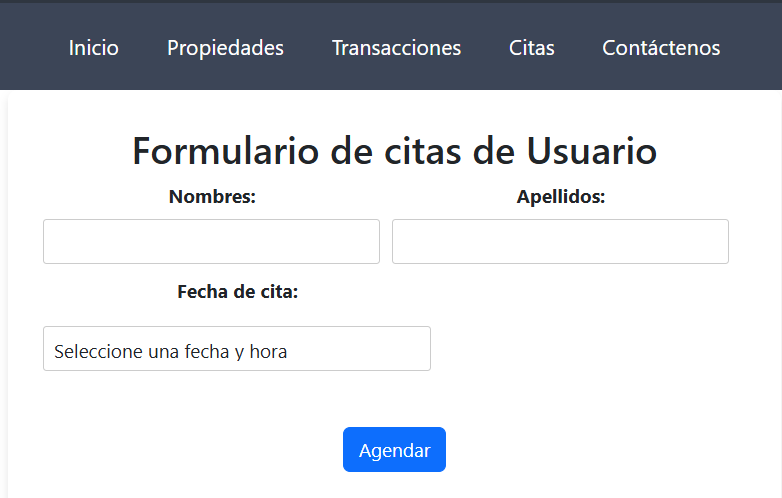 Inicio Propiedades Transacciones Citas Contáctenos
Formulario de citas de Usuario
Nombres: Apellidos:
Fecha de cita:
Seleccione una fecha y hora
Agendar